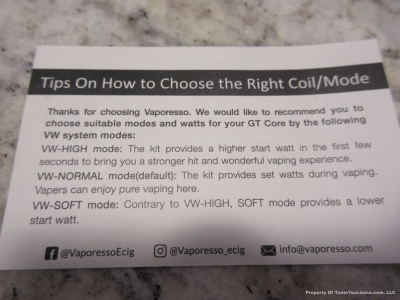 Tips On How to Choose the Right Coil/Mode
Thanks for choosing Vaporesso. We would like to recommend you to
choose suitable modes and watts for your GT Core by the following
VW system modes:
VW-HIGH mode: The kit provides a higher start watt in the first few
seconds to bring you a stronger hit and wonderful vaping experience.
VW-NORMAL mode(default): The kit provides set watts during vaping.
Vapers can enjoy pure vaping here.
VW-SOFT mode: Contrary to VW-HIGH, SOFT mode provides a lower
start watt.
@VaporessoEcig @Vaporesso_ecig info@vaporesso.com
Property Of TasteYourJuice.com, LLC